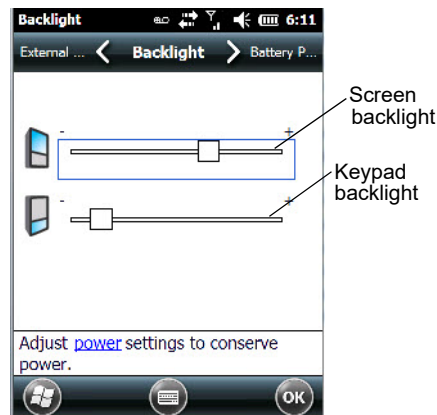 Backlight 6:11
External ... Backlight Battery P...
- +
Screen
backlight
- +
Keypad
backlight
Adjust power settings to conserve
power.
OK